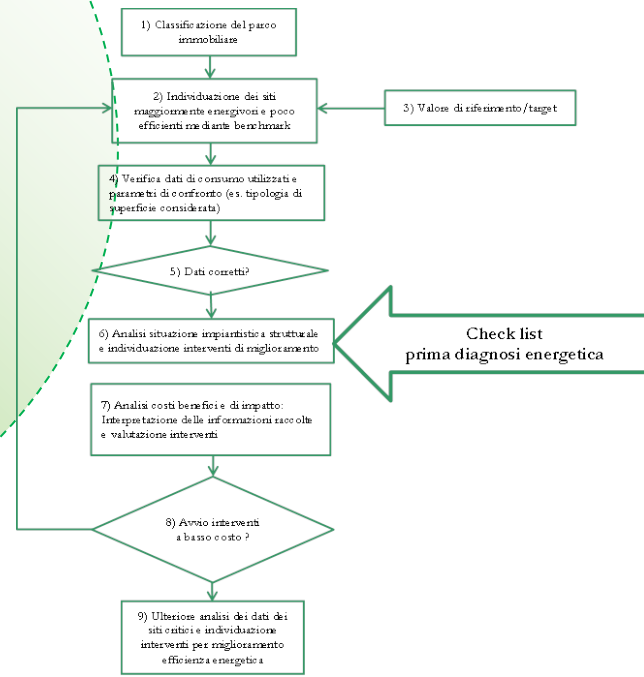 1) Classificazione del parco
immobiliare
2) Individuazione dei siti
maggiormente energivori e poco
efficienti mediante benchmark
3) Valore di riferimento/target
4) Verifica dati di consumo utilizzati e
parametri di confronto (es. tipologia di
superficie considerata)
5) Dati corretti?
6) Analisi situazione impiantistica strutturale
e individuazione interventi di miglioramento
Check list
prima diagnosi energetica
7) Analisi costi benefici e di impatto:
Interpretazione delle informazioni raccolte
e valutazione interventi
8) Avvio interventi
a basso costo ?
9) Ulteriore analisi dei dati dei
siti critici e individuazione
interventi per miglioramento
efficienza energetica